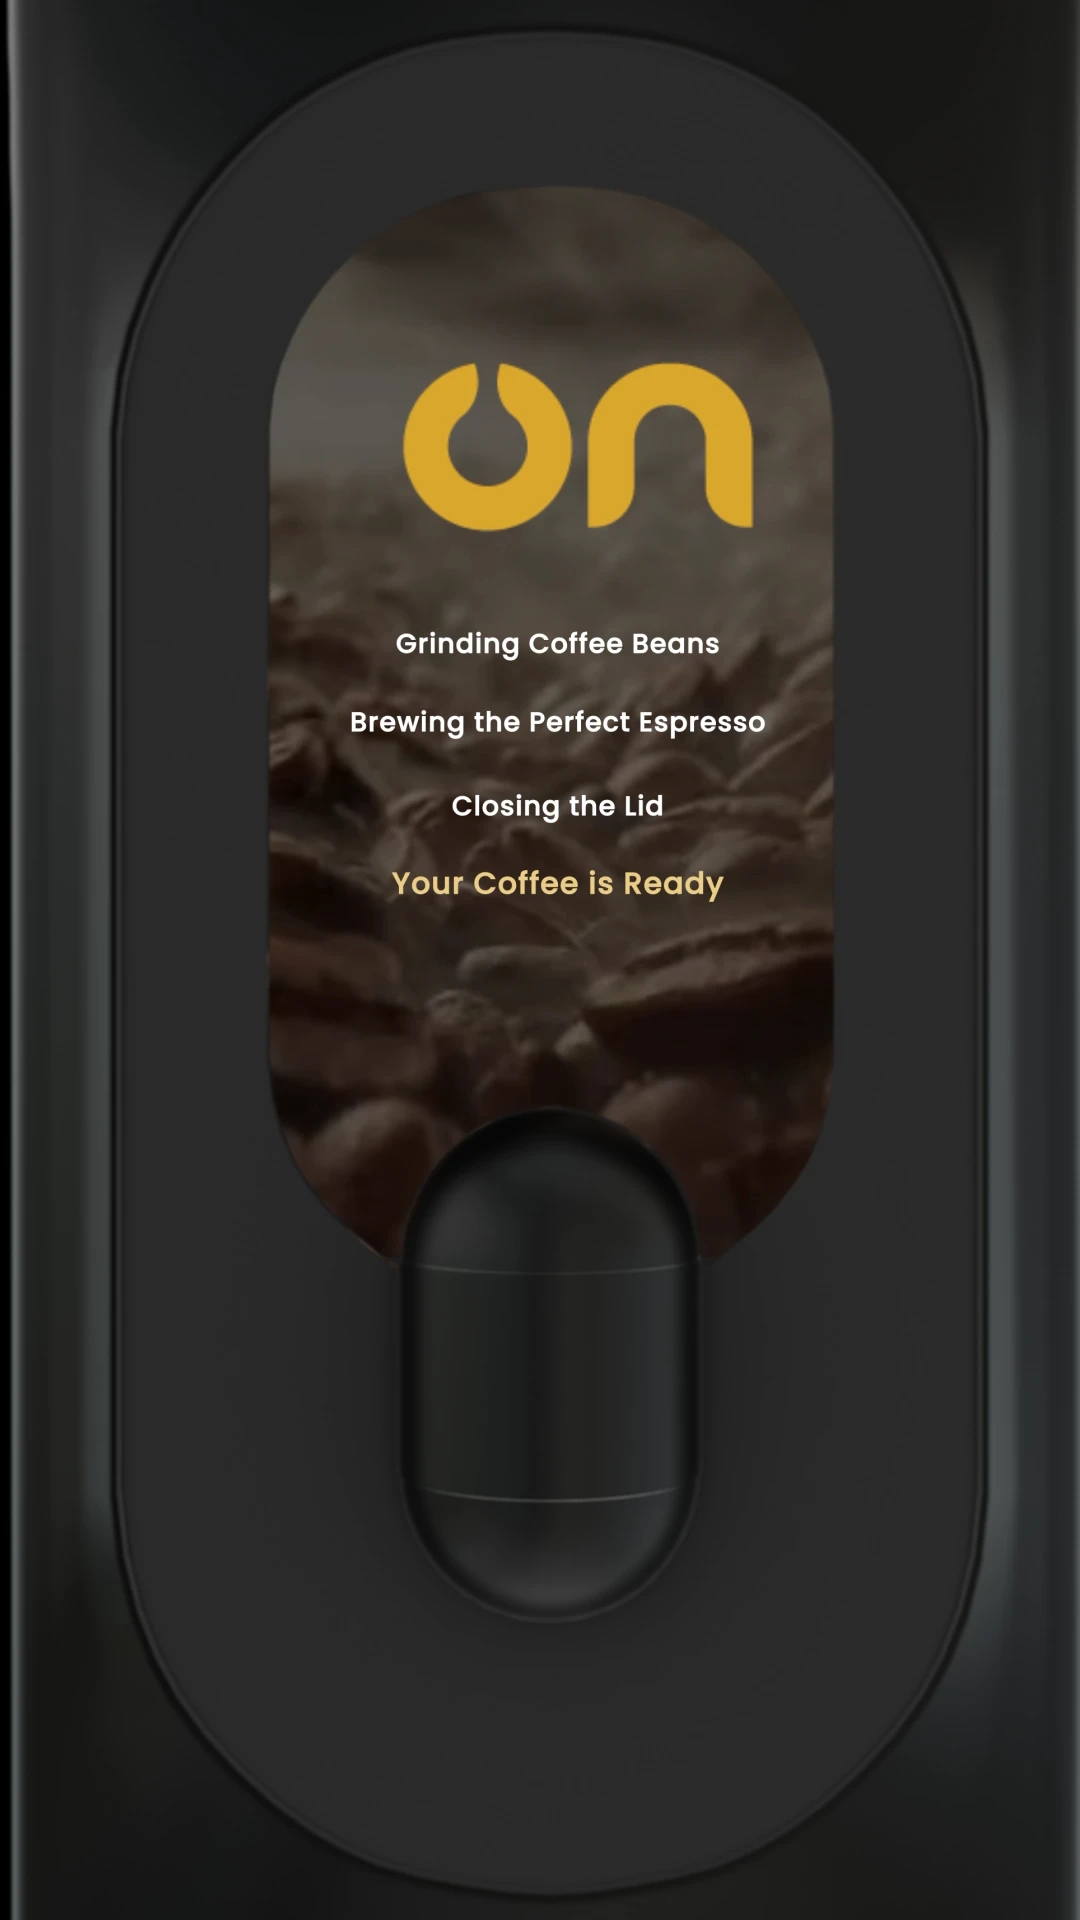 on
Grinding Coffee Beans
Brewing the Perfect Espresso
Closing the Lid
Your Coffee is Ready